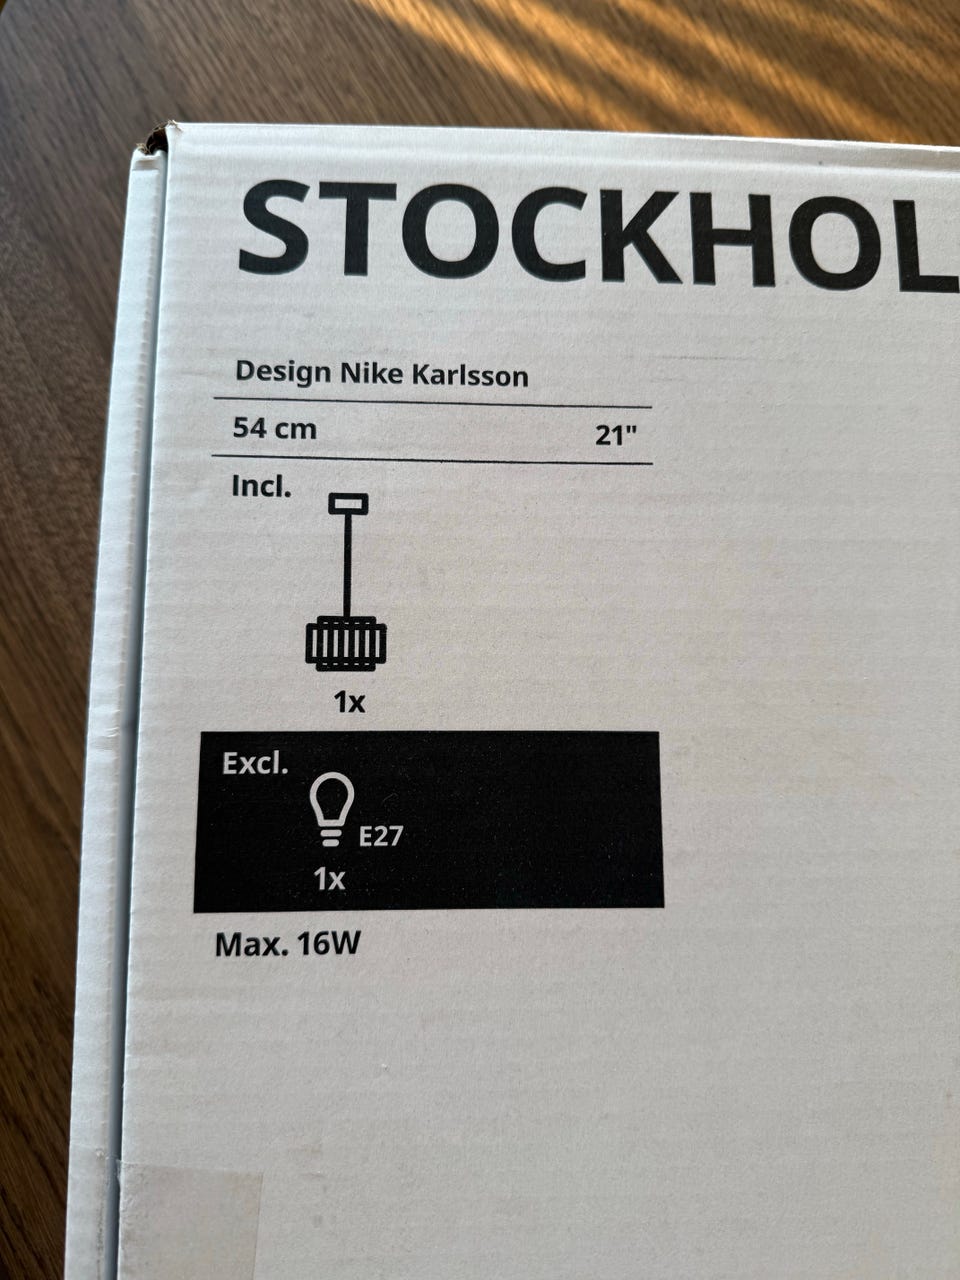 STOCKHOL
Design Nike Karlsson
54 cm 21"
Incl.
1x
Excl.
E27
1x
Max. 16W